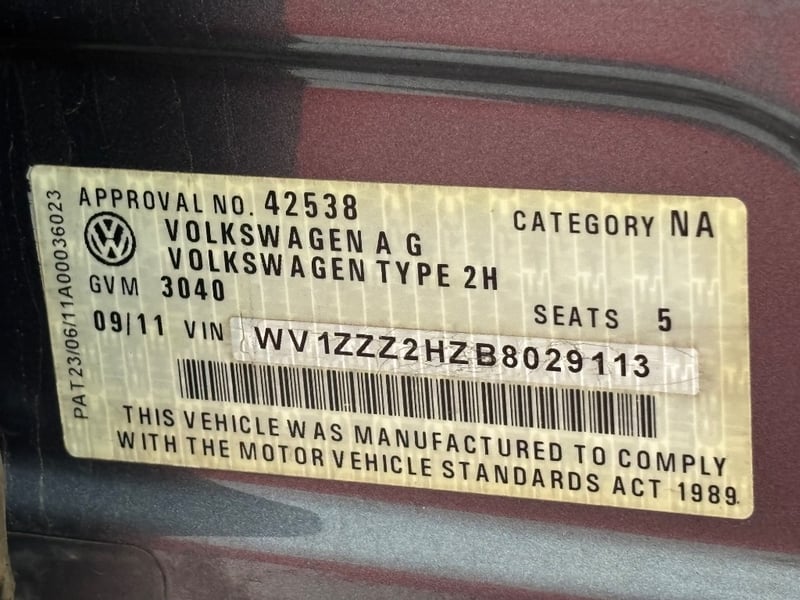 APPROVAL NO. 42538
CATEGORY NA
VOLKSWAGEN A G
VOLKSWAGEN TYPE 2H
GVM 3040
SEATS 5
09/11 VIN WV1ZZZ2HZB8029113
THIS VEHICLE WAS MANUFACTURED TO COMPLY
WITH THE MOTOR VEHICLE STANDARDS ACT 1989
PAT23/06/11A00036023